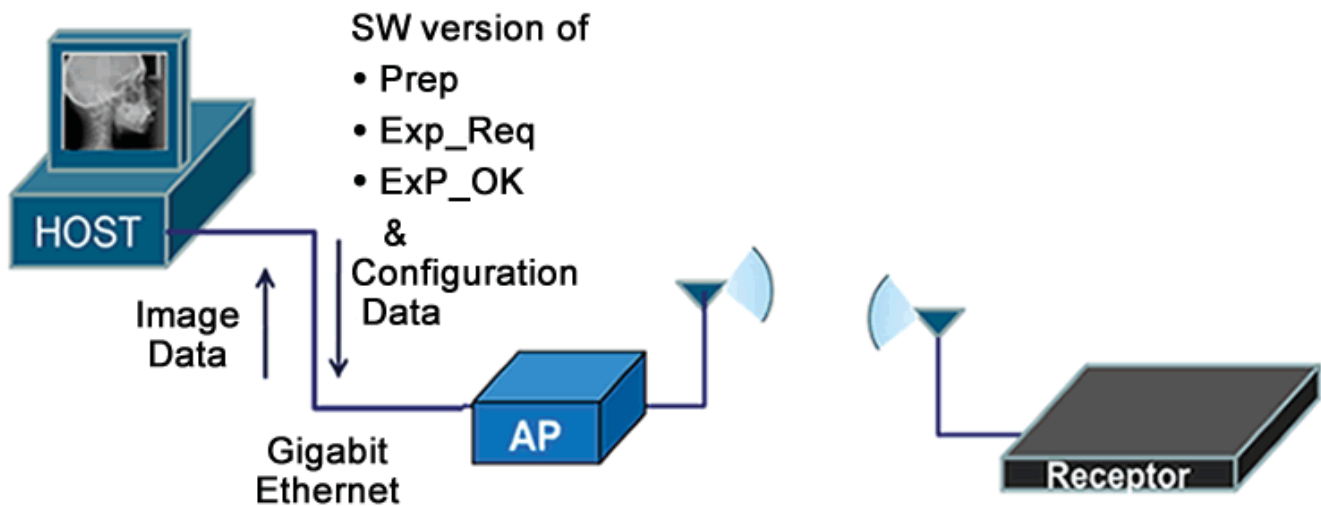 SW version of
• Prep
• Exp_Req
• ExP_OK
&
Configuration
Data
HOST
Image
Data
Gigabit
Ethernet
AP
Receptor